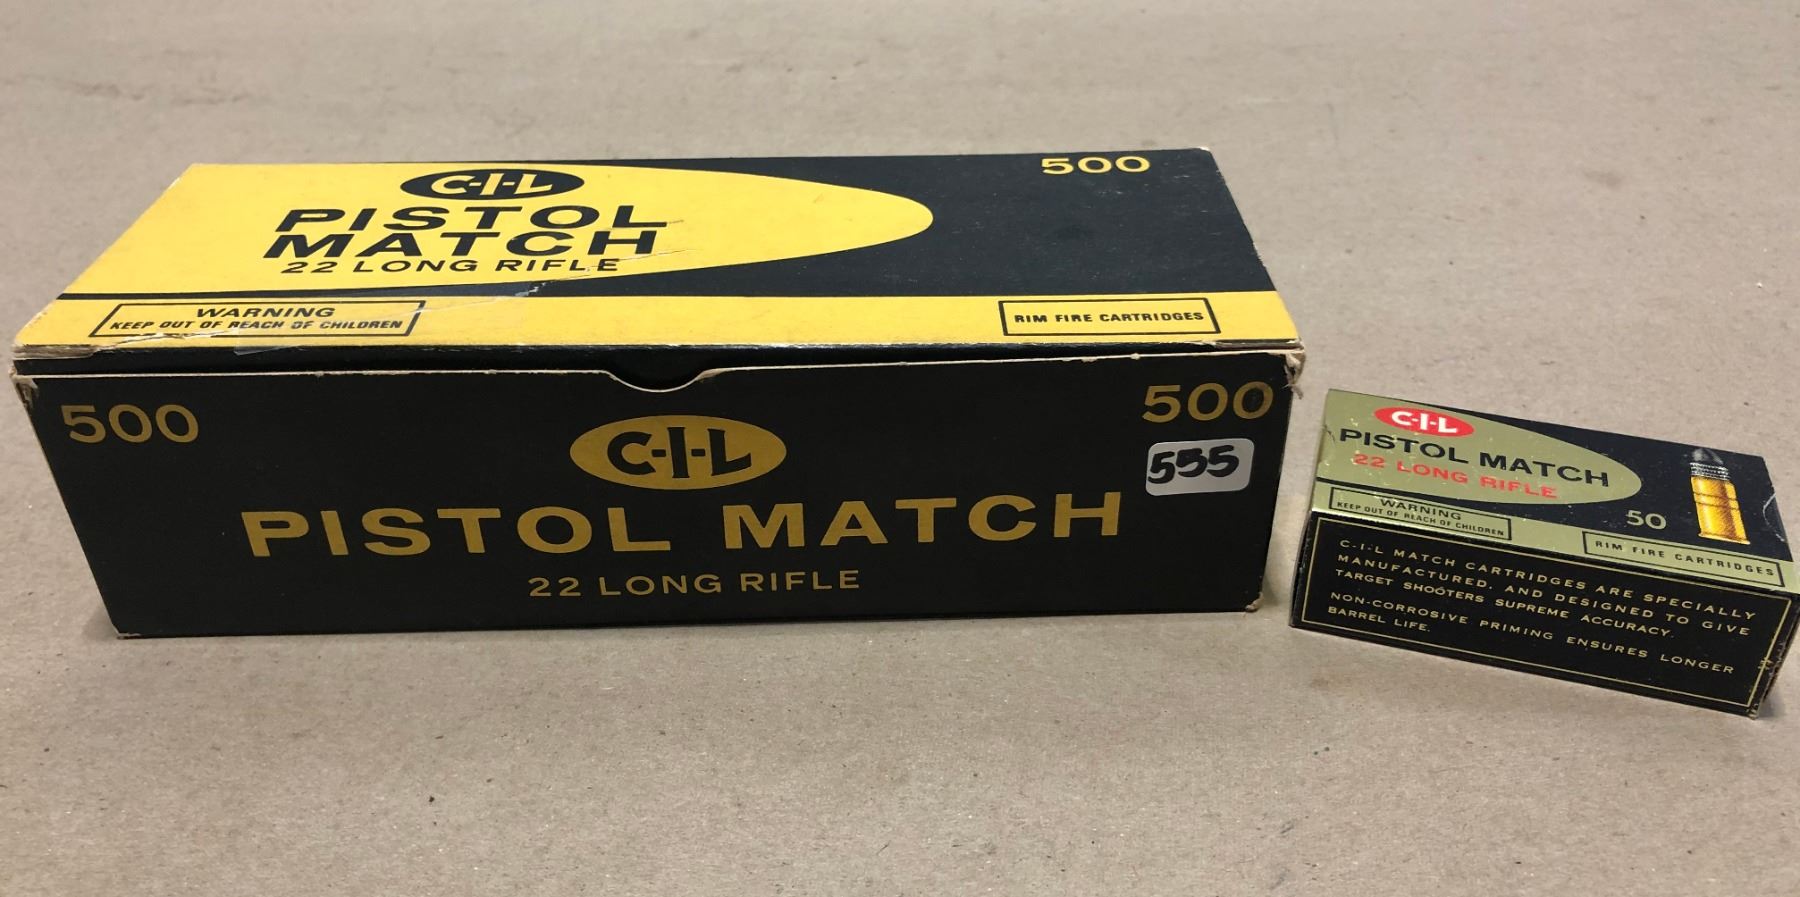 C-I-L
500
PISTOL
MATCH
22 LONG RIFLE
WARNING
KEEP OUT OF REACH OF CHILDREN
RIM FIRE CARTRIDGES
500
500
C-I-L
555
PISTOL MATCH
22 LONG RIFLE
C-I-L
PISTOL MATCH
22 LONG RIFLE
WARNING
KEEP OUT OF REACH OF CHILDREN
50
RIM FIRE CARTRIDGES
C-I-L MATCH CARTRIDGES ARE SPECIALLY
MANUFACTURED, AND DESIGNED TO GIVE
TARGET SHOOTERS SUPREME ACCURACY.
NON-CORROSIVE PRIMING ENSURES LONGER
BARREL LIFE.